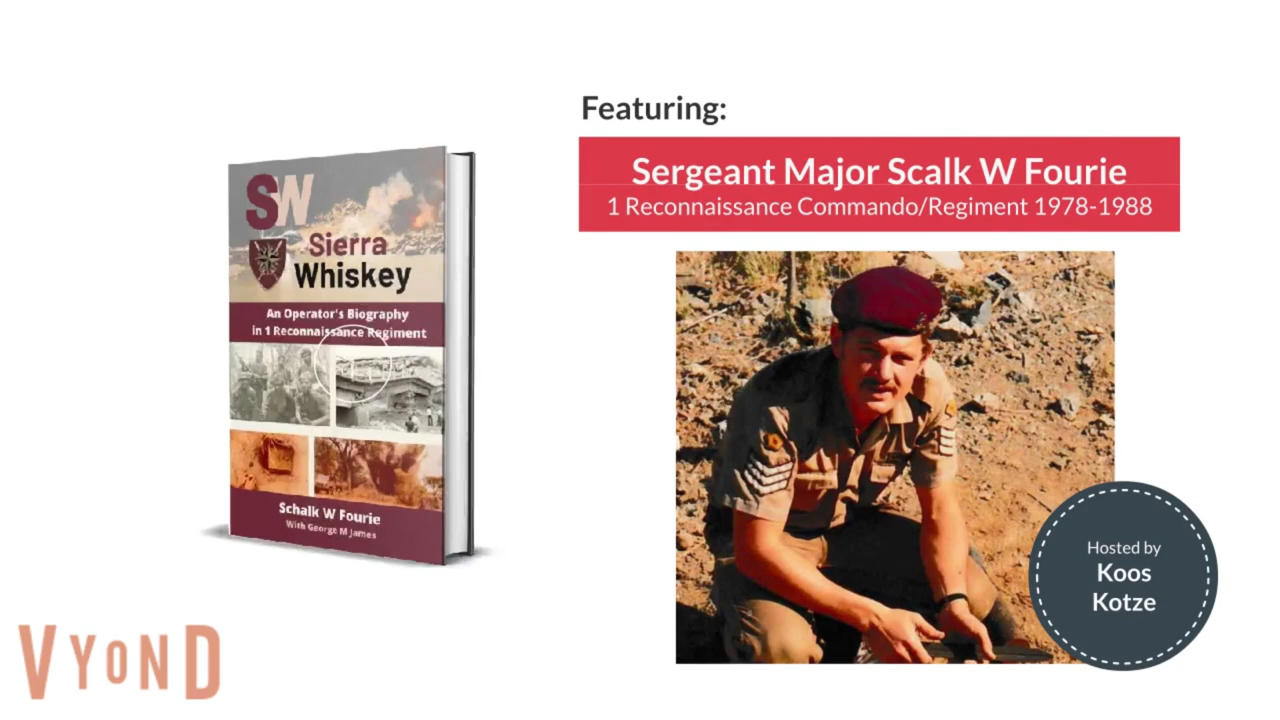 Featuring:
Sergeant Major Scalk W Fourie
1 Reconnaissance Commando/Regiment 1978-1988
SW
Sierra
Whiskey
An Operator's Biography
in 1 Reconnaissance Regiment
Schalk W Fourie
With George M James
Hosted by
Koos
Kotze
VYOND